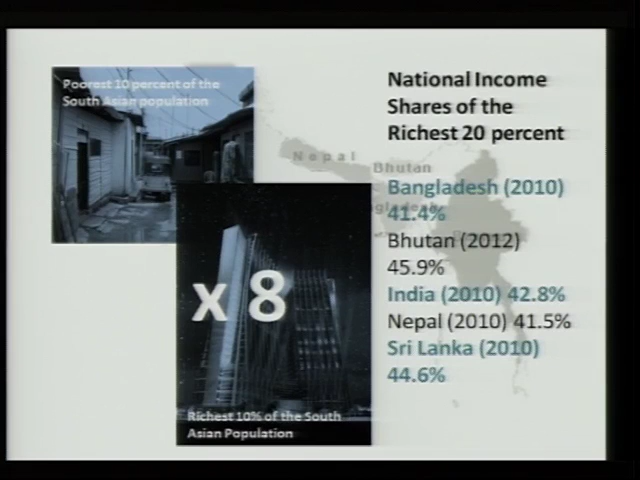 Poorest 10 percent of the
South Asian population
x 8
Richest 10% of the South
Asian Population
National Income
Shares of the
Richest 20 percent
Nepal
Bhutan
Bangladesh (2010)
41.4%
Bhutan (2012)
45.9%
India (2010) 42.8%
Nepal (2010) 41.5%
Sri Lanka (2010)
44.6%